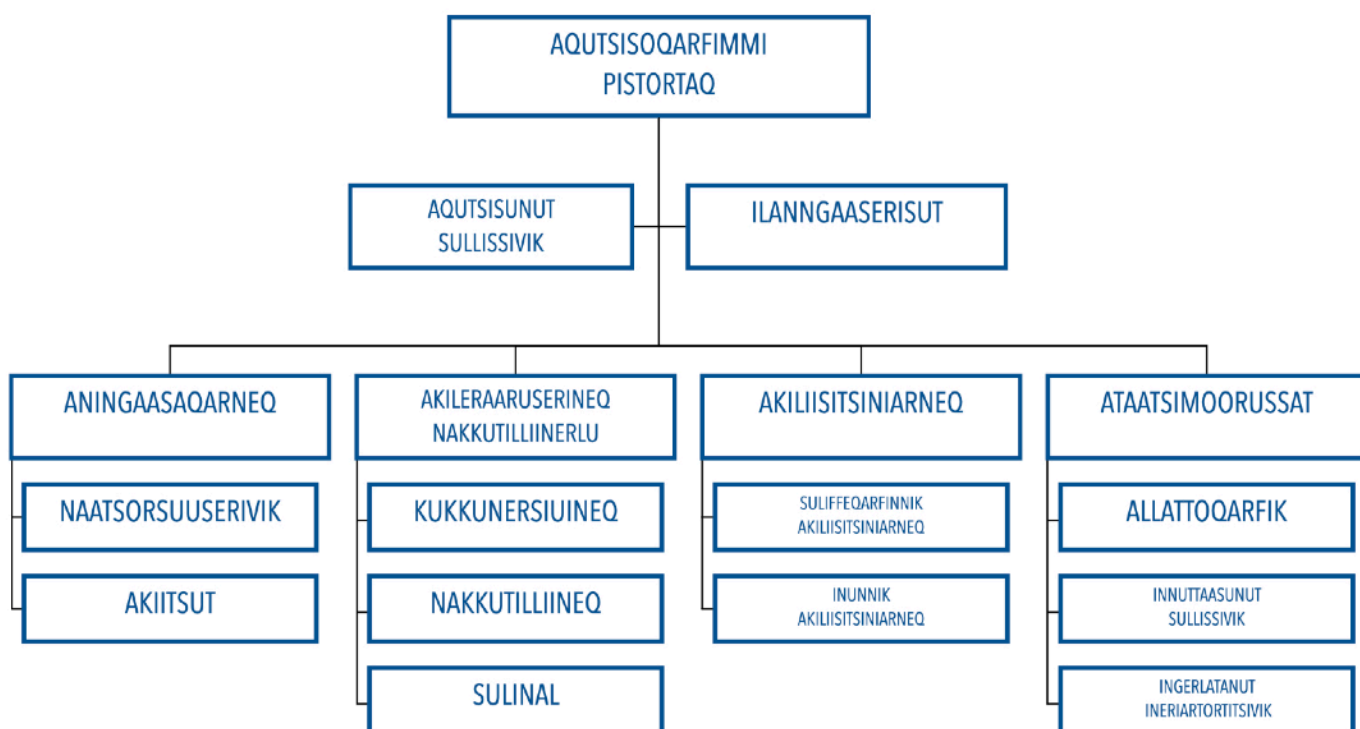 AQUTSISOQARFIMMI
PISTORTAQ
AQUTSISUNUT
SULLISSIVIK
ILANNGAASERISUT
ANINGAASAQARNEQ
NAATSORSUUSERIVIK
AKIITSUT
AKILERAARUSERINEQ
NAKKUTILLIINERLU
KUKKUNERSIUINEQ
NAKKUTILLIINEQ
SULINAL
AKILIISITSINIARNEQ
SULIFFEQARFINNIK
AKILIISITSINIARNEQ
INUNNIK
AKILIISITSINIARNEQ
ATAATSIMOORUSSAT
ALLATTOQARFIK
INNUTTAASUNUT
SULLISSIVIK
INGERLATANUT
INERIARTORTITSIVIK